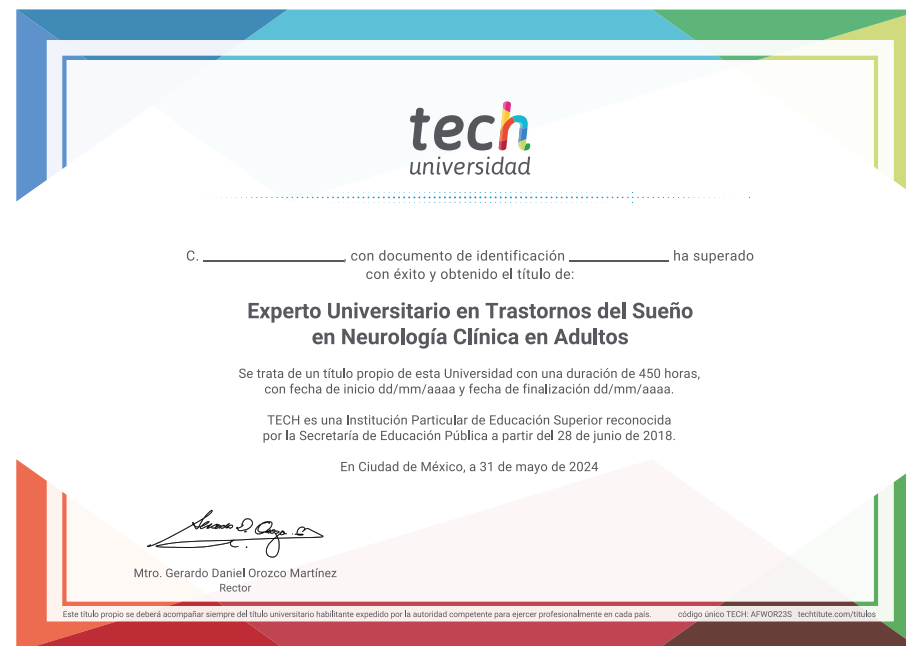 tech
universidad
C. ____________________, con documento de identificación ______________ ha superado
con éxito y obtenido el título de:
Experto Universitario en Trastornos del Sueño
en Neurología Clínica en Adultos
Se trata de un título propio de esta Universidad con una duración de 450 horas,
con fecha de inicio dd/mm/aaaa y fecha de finalización dd/mm/aaaa.
TECH es una Institución Particular de Educación Superior reconocida
por la Secretaría de Educación Pública a partir del 28 de junio de 2018.
En Ciudad de México, a 31 de mayo de 2024
Mtro. Gerardo Daniel Orozco Martínez
Rector
Este título propio se deberá acompañar siempre del título universitario habilitante expedido por la autoridad competente para ejercer profesionalmente en cada país. código único TECH: AFWOR23S techtitute.com/titulos